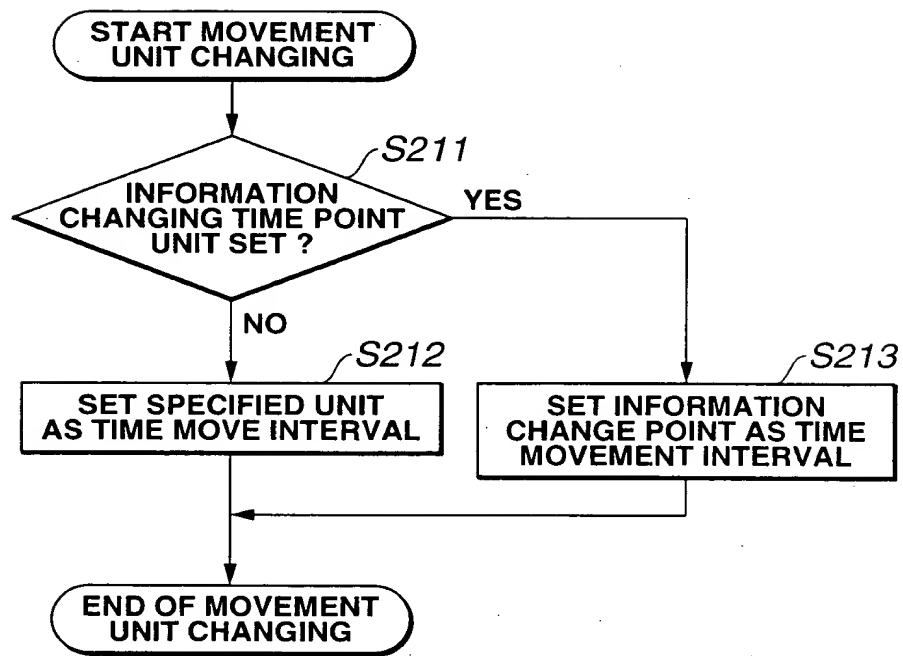 START MOVEMENT
UNIT CHANGING
S211
INFORMATION
CHANGING TIME POINT
UNIT SET ?
YES
NO
S212
SET SPECIFIED UNIT
AS TIME MOVE INTERVAL
S213
SET INFORMATION
CHANGE POINT AS TIME
MOVEMENT INTERVAL
END OF MOVEMENT
UNIT CHANGING